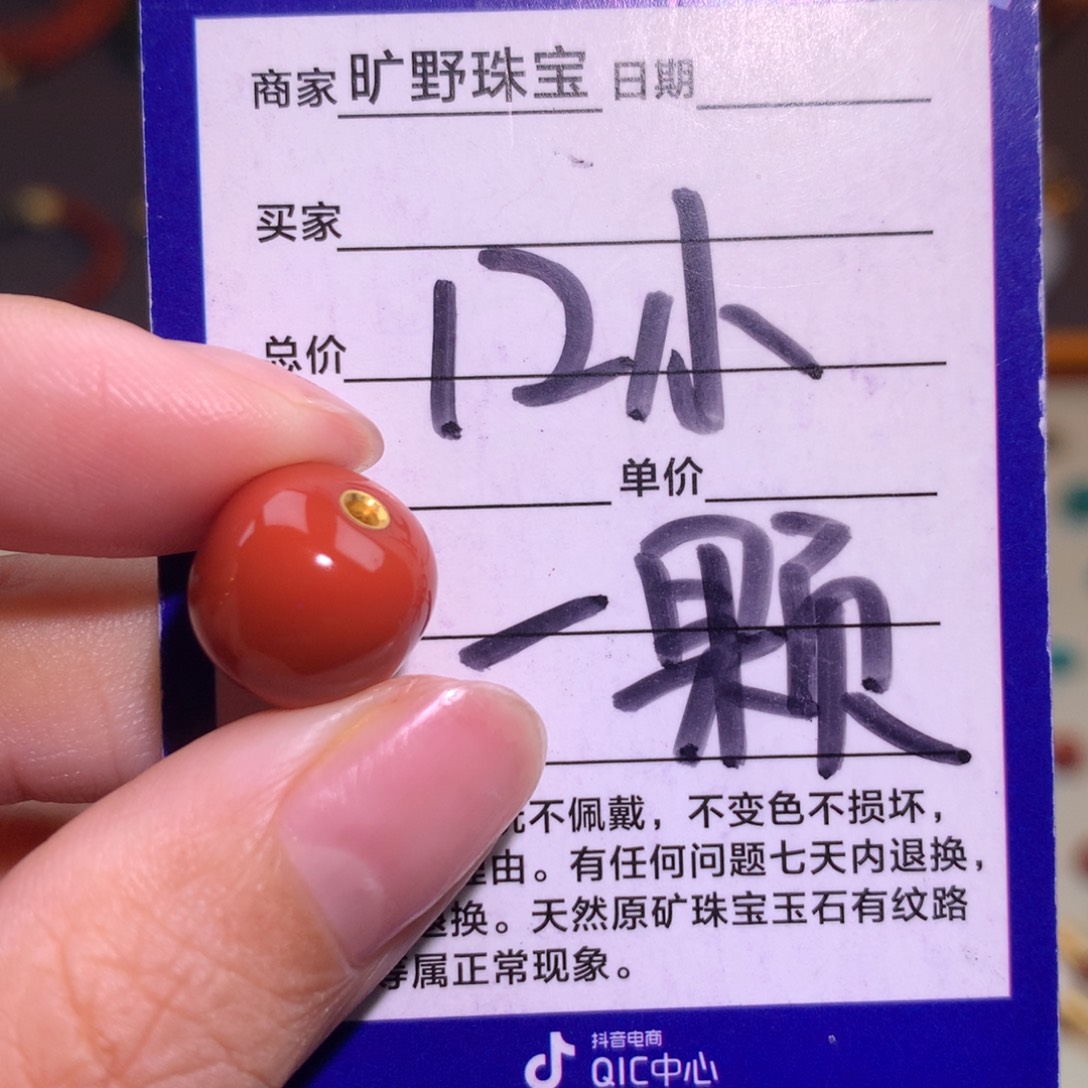 商家 旷野珠宝 日期
买家
12小
总价
单价
一颗
不佩戴，不变色不损坏，
由。有任何问题七天内退换，
退换。天然原矿珠宝玉石有纹路
等属正常现象。
抖音电商
QIC中心